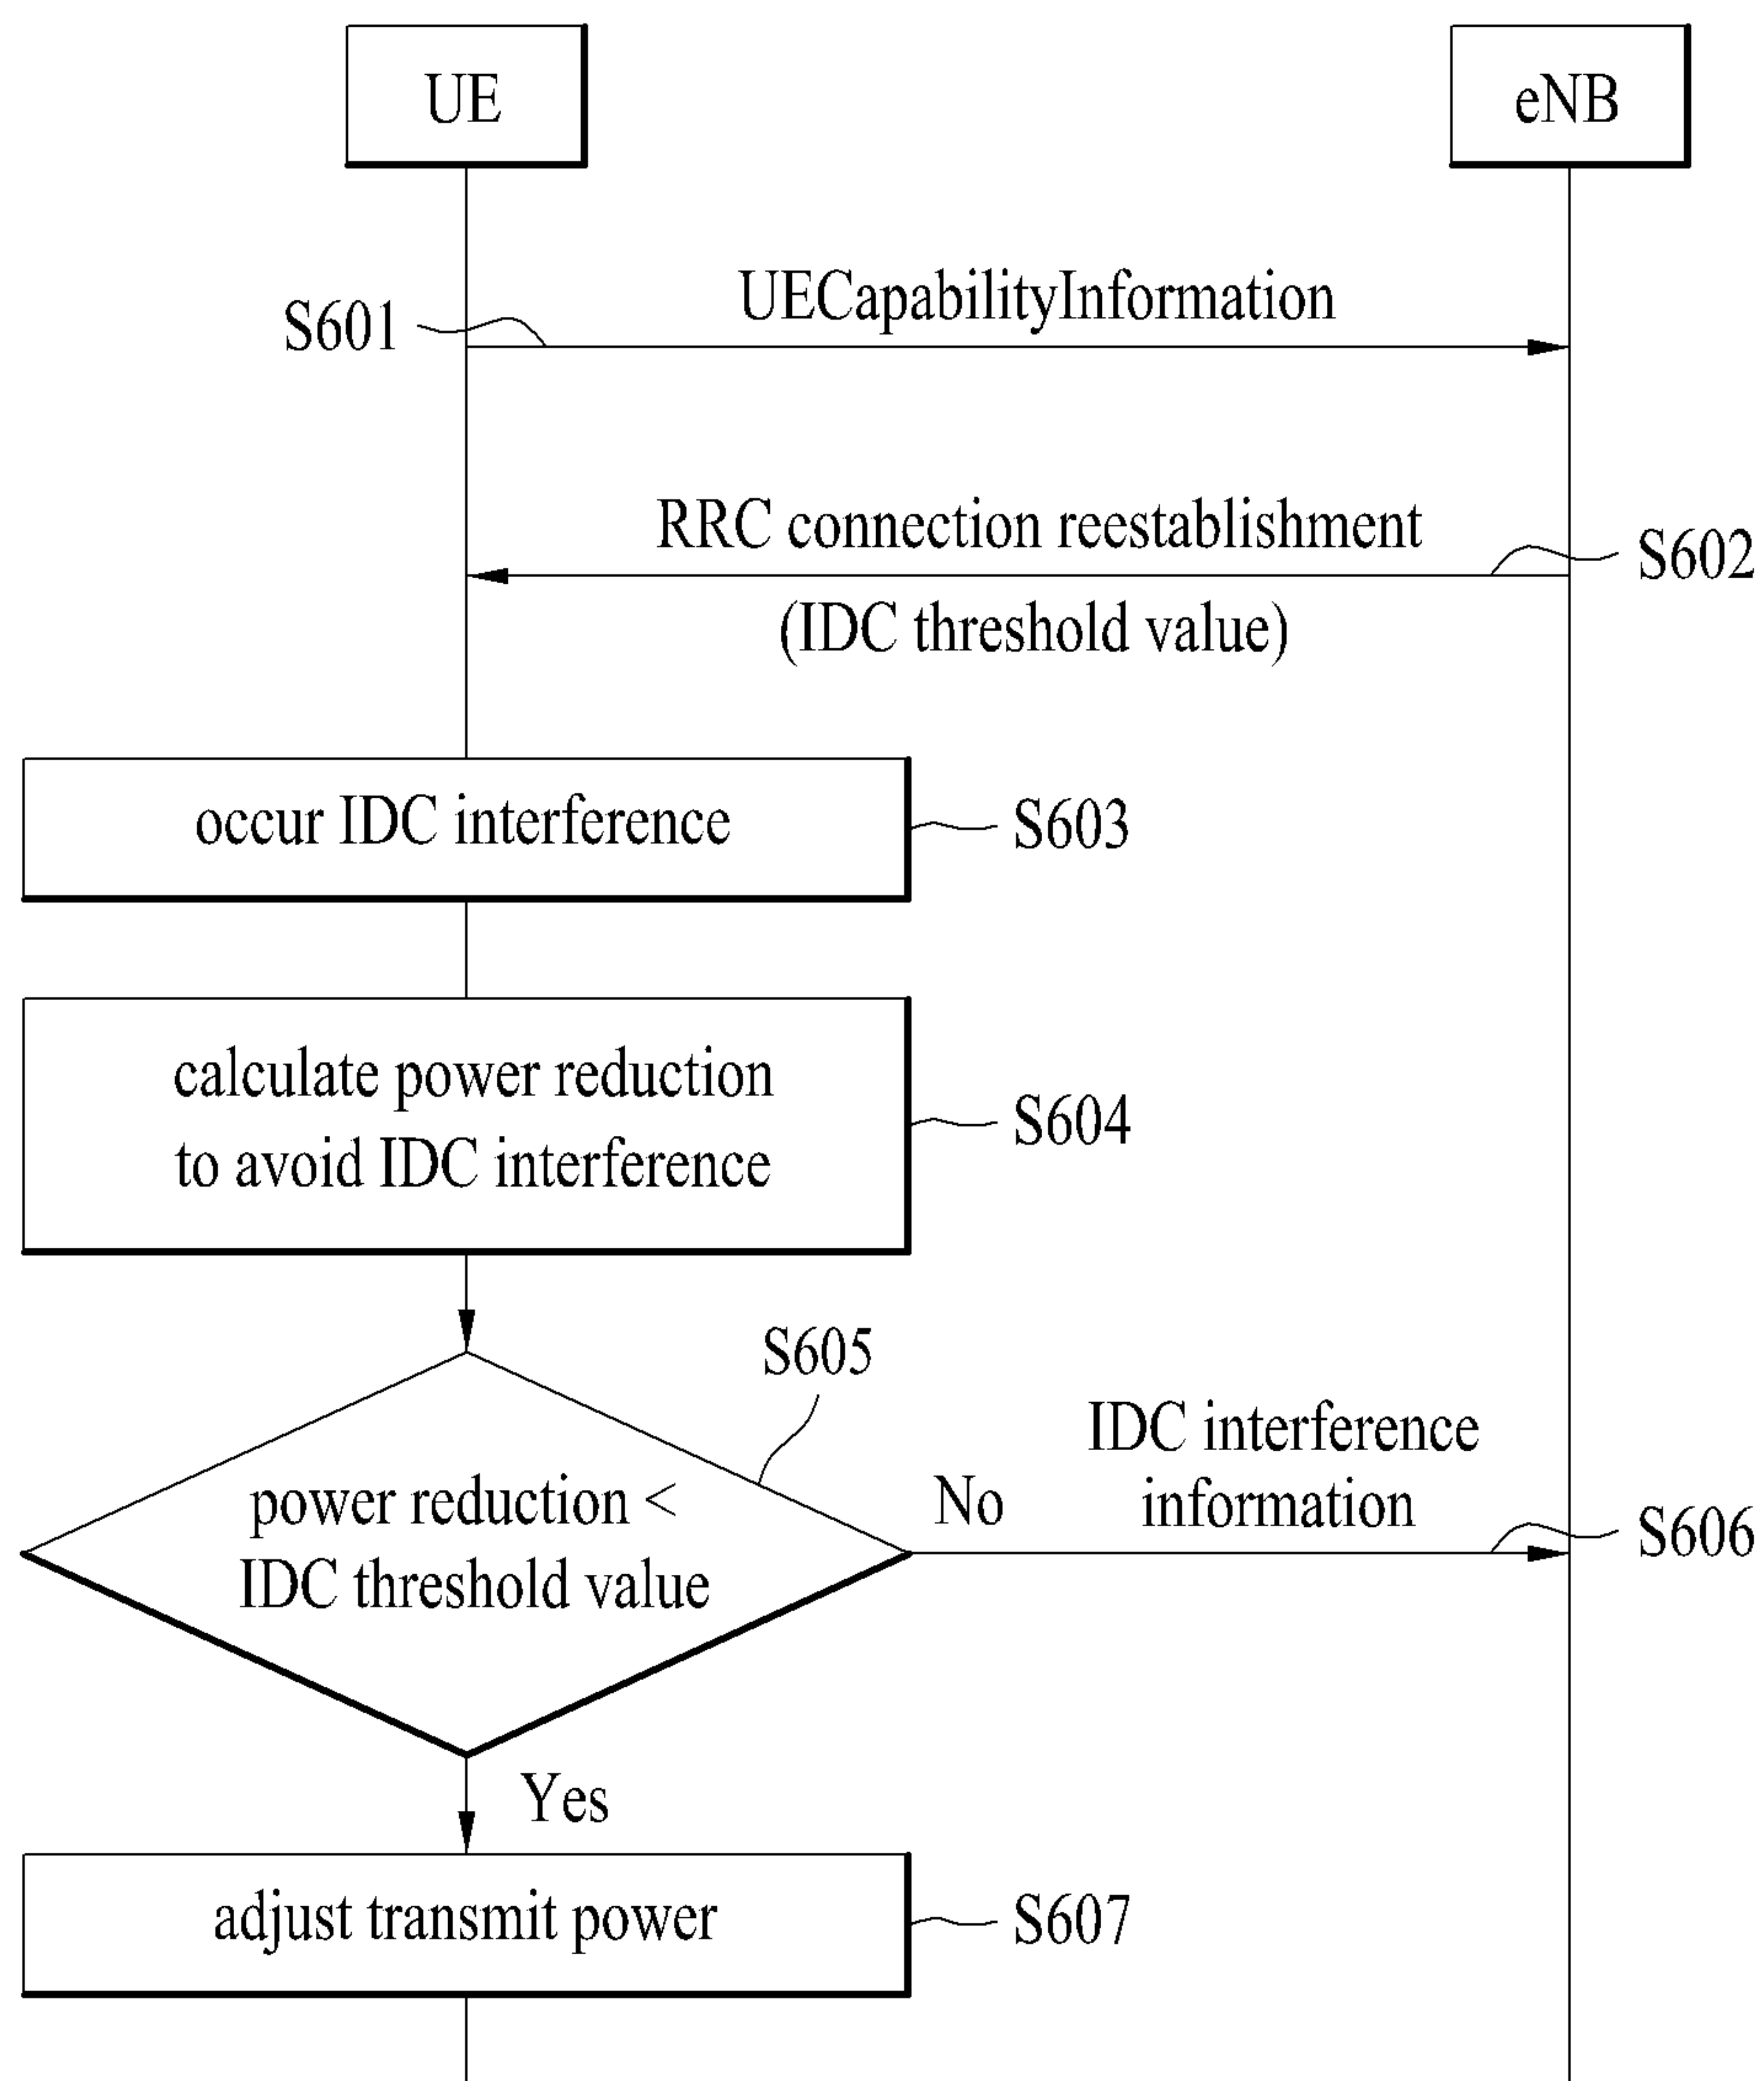 UE
eNB
UECapabilityInformation
S601
RRC connection reestablishment
S602
(IDC threshold value)
occur IDC interference
S603
calculate power reduction
to avoid IDC interference
S604
S605
IDC interference
information
No
power reduction <
IDC threshold value
S606
Yes
adjust transmit power
S607